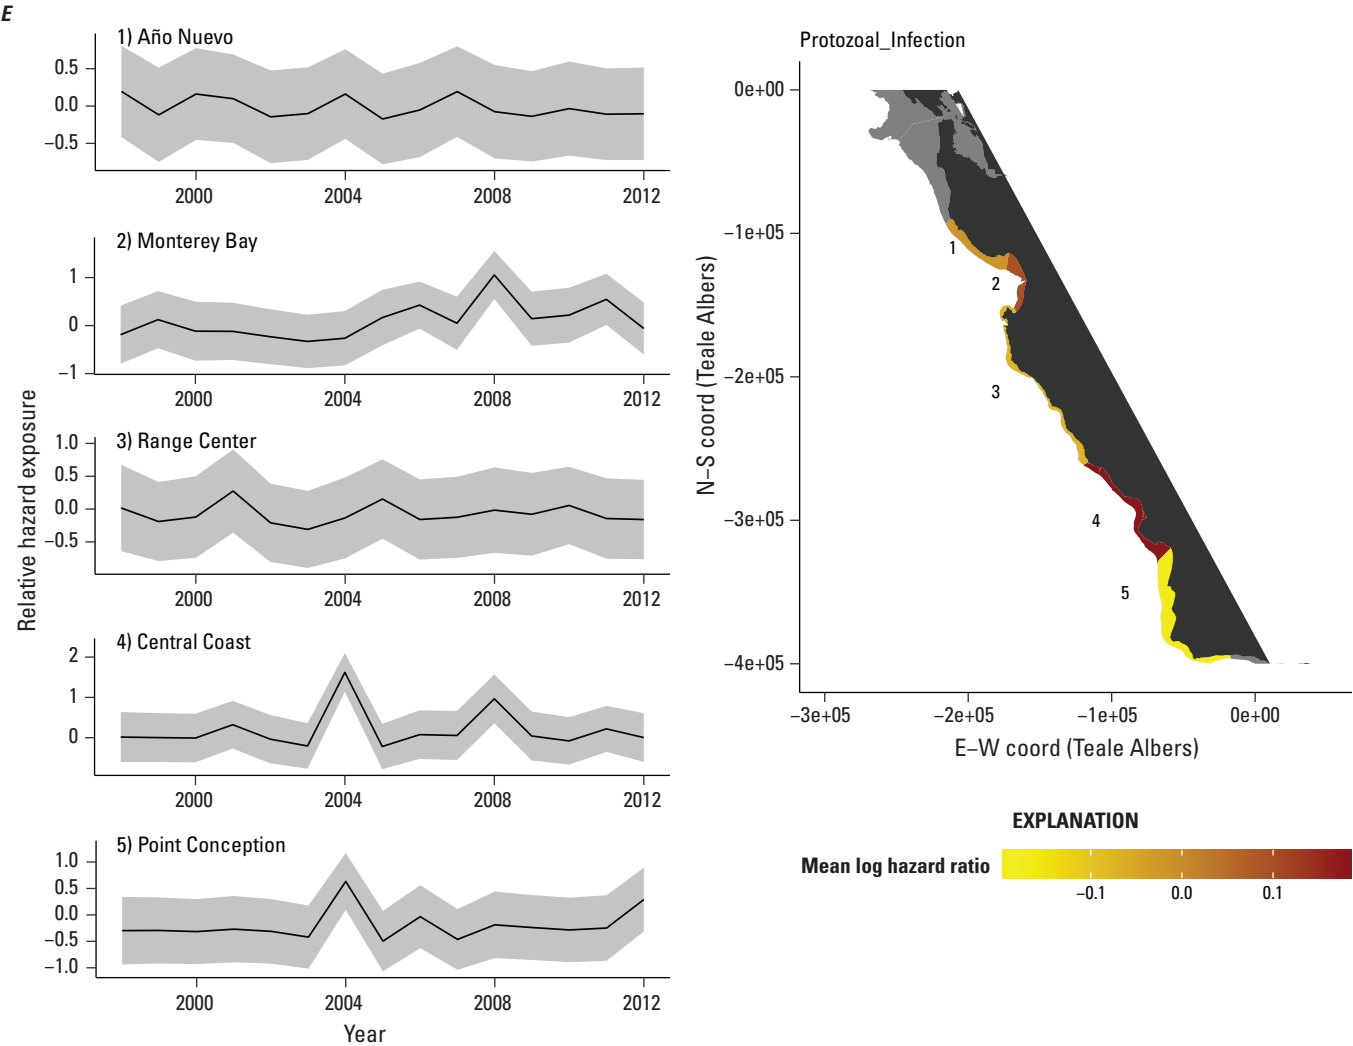 E
1) Año Nuevo
0.5
0.0
−0.5
2000
2004
2008
2012
2) Monterey Bay
1
0
−1
2000
2004
2008
2012
3) Range Center
1.0
0.5
0.0
−0.5
2000
2004
2008
2012
4) Central Coast
2
1
0
2000
2004
2008
2012
5) Point Conception
1.0
0.5
0.0
−0.5
−1.0
2000
2004
2008
2012
Year
Relative hazard exposure
Protozoal_Infection
0e+00
−1e+05
−2e+05
−3e+05
−4e+05
N–S coord (Teale Albers)
1
2
3
4
5
−3e+05
−2e+05
−1e+05
0e+00
E–W coord (Teale Albers)
EXPLANATION
Mean log hazard ratio
−0.1
0.0
0.1